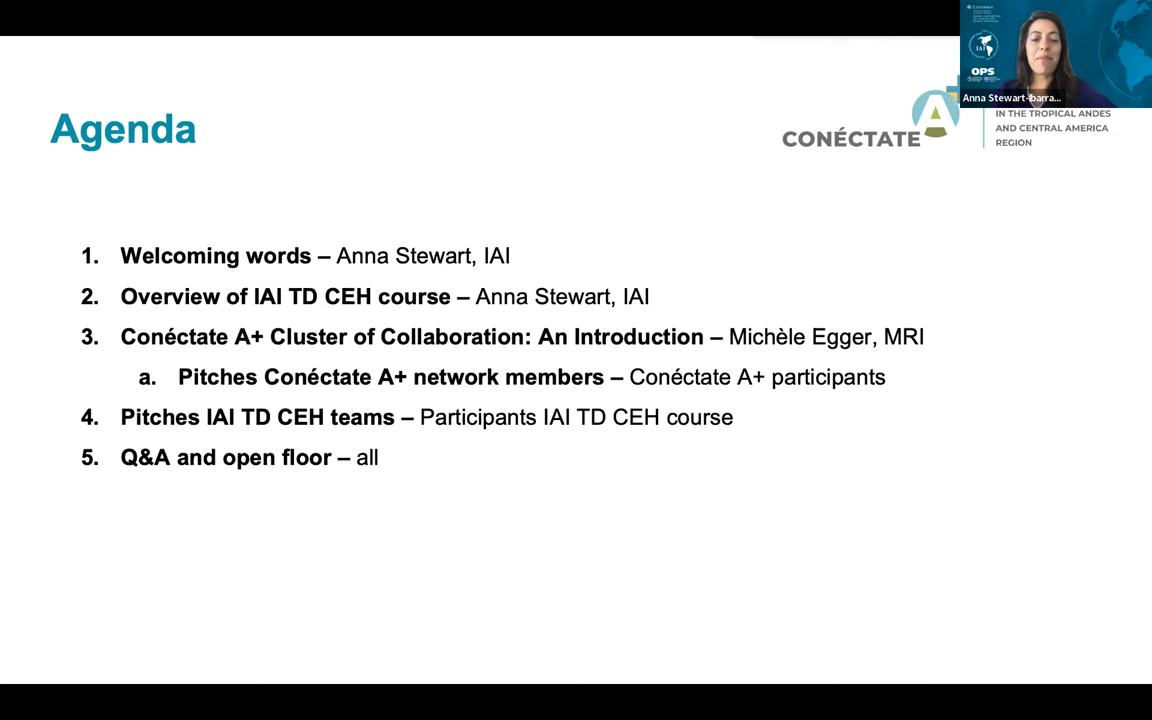 OPS
IAI
Anna Stewart-Ibarra...
Agenda
CONÉCTATE A+
IN THE TROPICAL ANDES
AND CENTRAL AMERICA
REGION
1. Welcoming words – Anna Stewart, IAI
2. Overview of IAI TD CEH course – Anna Stewart, IAI
3. Conéctate A+ Cluster of Collaboration: An Introduction – Michèle Egger, MRI
a. Pitches Conéctate A+ network members – Conéctate A+ participants
4. Pitches IAI TD CEH teams – Participants IAI TD CEH course
5. Q&A and open floor – all